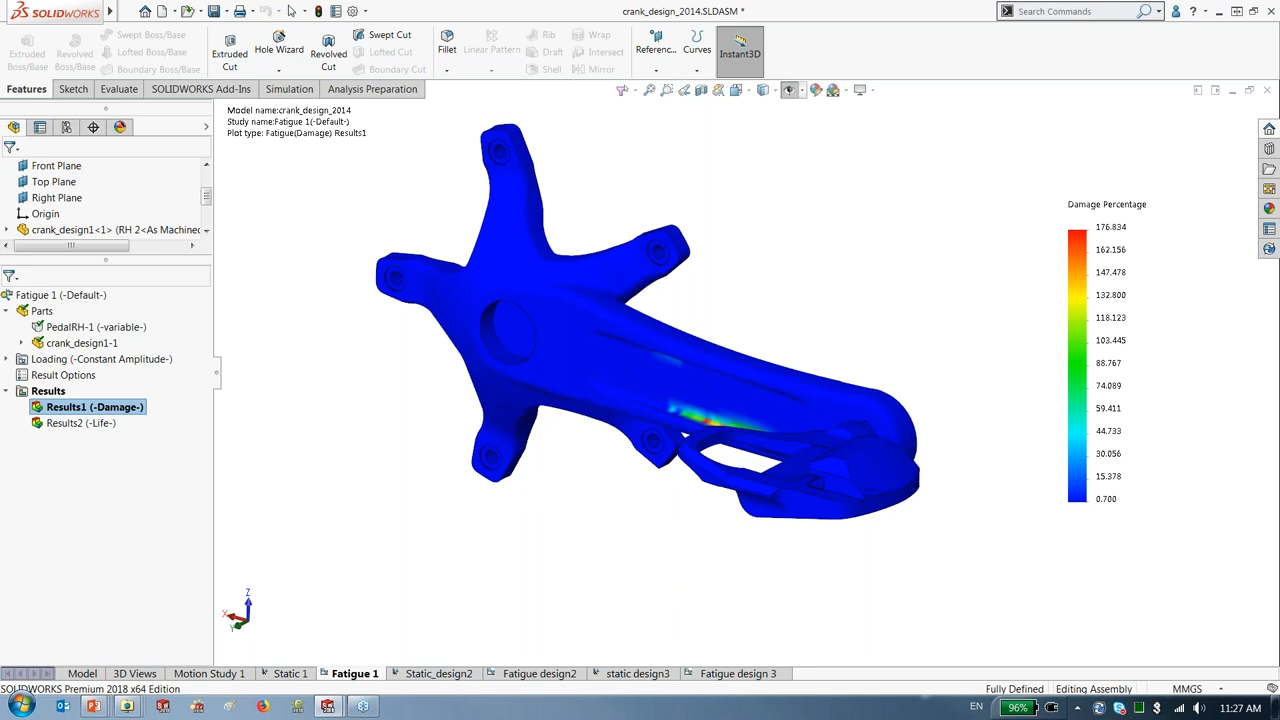 SOLIDWORKS
crank_design_2014.SLDASM *
Search Commands
Extruded Boss/Base
Revolved Boss/Base
Swept Boss/Base
Lofted Boss/Base
Boundary Boss/Base
Extruded Cut
Hole Wizard
Revolved Cut
Swept Cut
Lofted Cut
Boundary Cut
Fillet
Linear Pattern
Rib
Draft
Shell
Wrap
Intersect
Mirror
Referenc...
Curves
Instant3D
Features
Sketch
Evaluate
SOLIDWORKS Add-Ins
Simulation
Analysis Preparation
Front Plane
Top Plane
Right Plane
Origin
crank_design1<1> (RH 2<As Machined
Fatigue 1 (-Default-)
Parts
PedalRH-1 (-variable-)
crank_design1-1
Loading (-Constant Amplitude-)
Result Options
Results
Results1 (-Damage-)
Results2 (-Life-)
Model name:crank_design_2014
Study name:Fatigue 1(-Default-)
Plot type: Fatigue(Damage) Results1
Damage Percentage
176.834
162.156
147.478
132.800
118.123
103.445
88.767
74.089
59.411
44.733
30.056
15.378
0.700
Z
X
Y
Model
3D Views
Motion Study 1
Static 1
Fatigue 1
Static_design2
Fatigue design2
static design3
Fatigue design 3
SOLIDWORKS Premium 2018 x64 Edition
Fully Defined
Editing Assembly
MMGS
EN
96%
11:27 AM